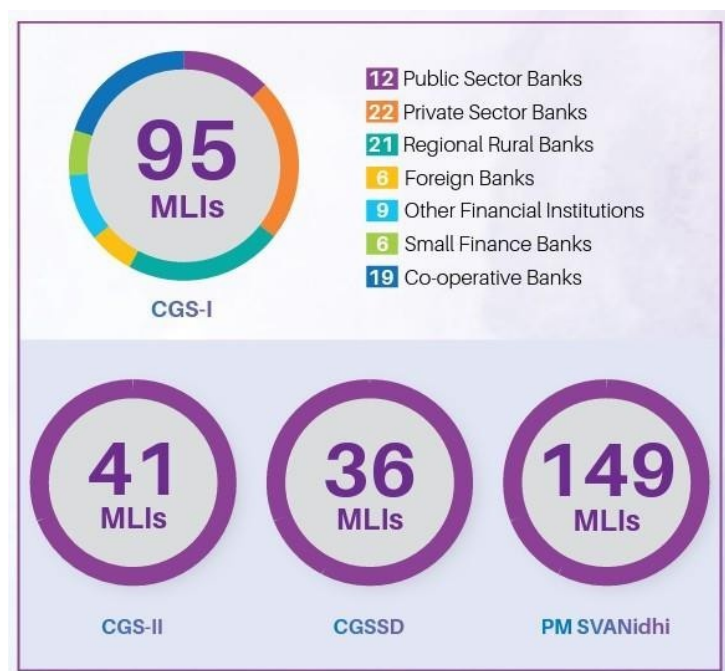 95
MLIs
CGS-I
12 Public Sector Banks
22 Private Sector Banks
21 Regional Rural Banks
6 Foreign Banks
9 Other Financial Institutions
6 Small Finance Banks
19 Co-operative Banks
41
MLIs
CGS-II
36
MLIs
CGSSD
149
MLIs
PM SVANidhi